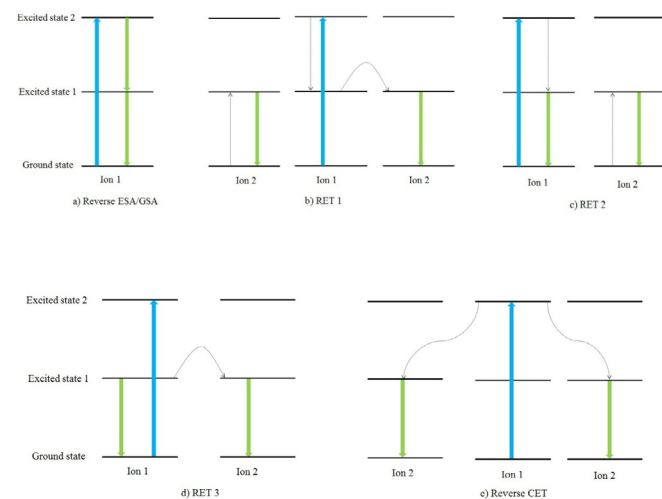 Excited state 2
Excited state 1
Ground state
Ion 1
a) Reverse ESA/GSA
Ion 2
Ion 1
Ion 2
b) RET 1
Ion 1
Ion 2
c) RET 2
Excited state 2
Excited state 1
Ground state
Ion 1
Ion 2
d) RET 3
Ion 2
Ion 1
Ion 2
e) Reverse CET